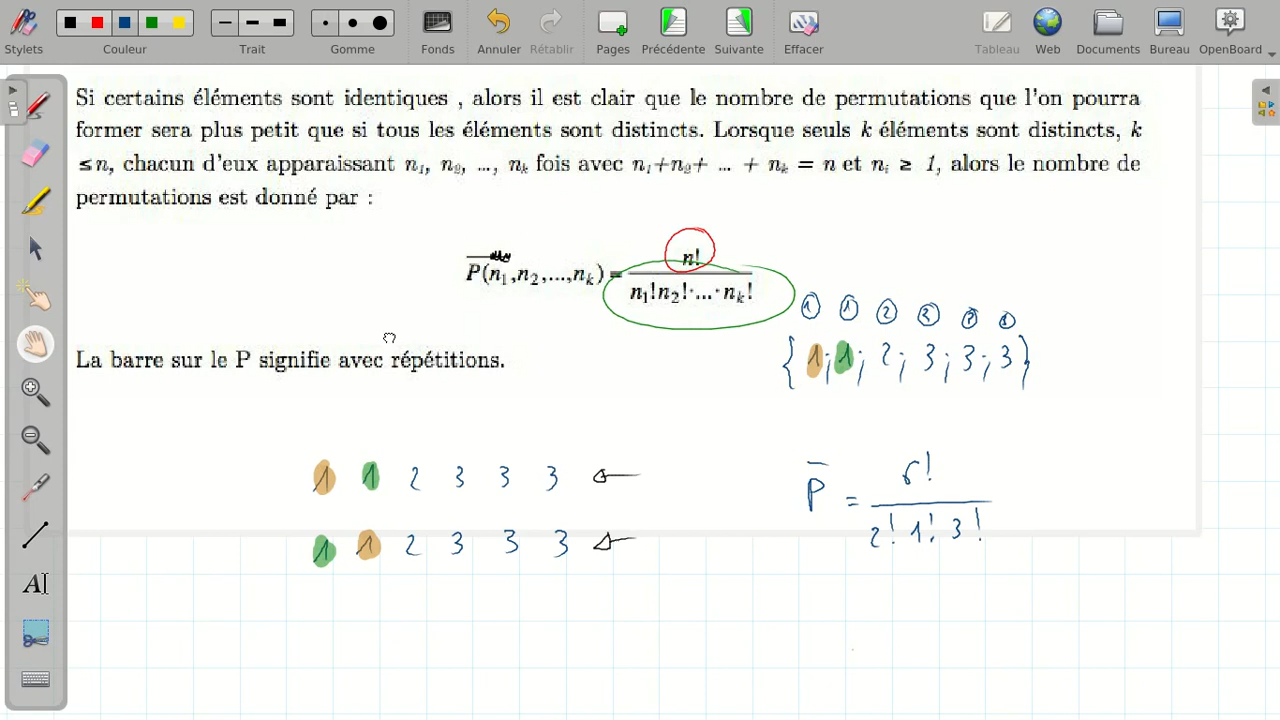 Stylets Couleur Trait Gomme Fonds Annuler Rétablir Pages Précédente Suivante Effacer Tableau Web Documents Bureau OpenBoard
Si certains éléments sont identiques , alors il est clair que le nombre de permutations que l'on pourra
former sera plus petit que si tous les éléments sont distincts. Lorsque seuls k éléments sont distincts, k
≤n, chacun d'eux apparaissant n₁, n₂, ..., nₖ fois avec n₁+n₂+ ... + nₖ = n et nᵢ ≥ 1, alors le nombre de
permutations est donné par :
P̅(n₁,n₂,...,nₖ) = n! / n₁!n₂!·...·nₖ!
1 1 2 2
{ 1; 1; 2; 3; 3; 3 }
La barre sur le P signifie avec répétitions.
1 1 2 3 3 3
P̅ = 6! / 2! 1! 3!
1 1 2 3 3 3
A